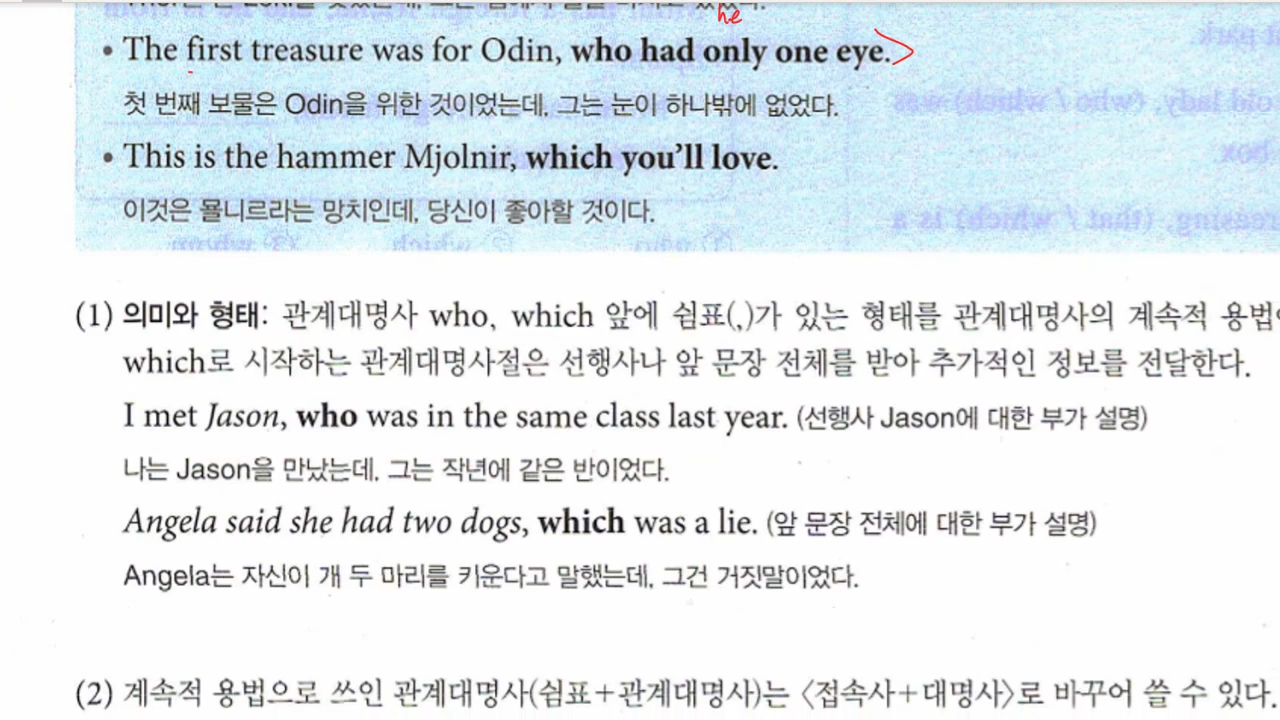 he
• The first treasure was for Odin, who had only one eye.
첫 번째 보물은 Odin을 위한 것이었는데, 그는 눈이 하나밖에 없었다.
• This is the hammer Mjolnir, which you’ll love.
이것은 묠니르라는 망치인데, 당신이 좋아할 것이다.
(1) 의미와 형태: 관계대명사 who, which 앞에 쉼표(,)가 있는 형태를 관계대명사의 계속적 용법
which로 시작하는 관계대명사절은 선행사나 앞 문장 전체를 받아 추가적인 정보를 전달한다.
I met Jason, who was in the same class last year. (선행사 Jason에 대한 부가 설명)
나는 Jason을 만났는데, 그는 작년에 같은 반이었다.
Angela said she had two dogs, which was a lie. (앞 문장 전체에 대한 부가 설명)
Angela는 자신이 개 두 마리를 키운다고 말했는데, 그건 거짓말이었다.
(2) 계속적 용법으로 쓰인 관계대명사(쉼표+관계대명사)는 〈접속사+대명사〉로 바꾸어 쓸 수 있다.